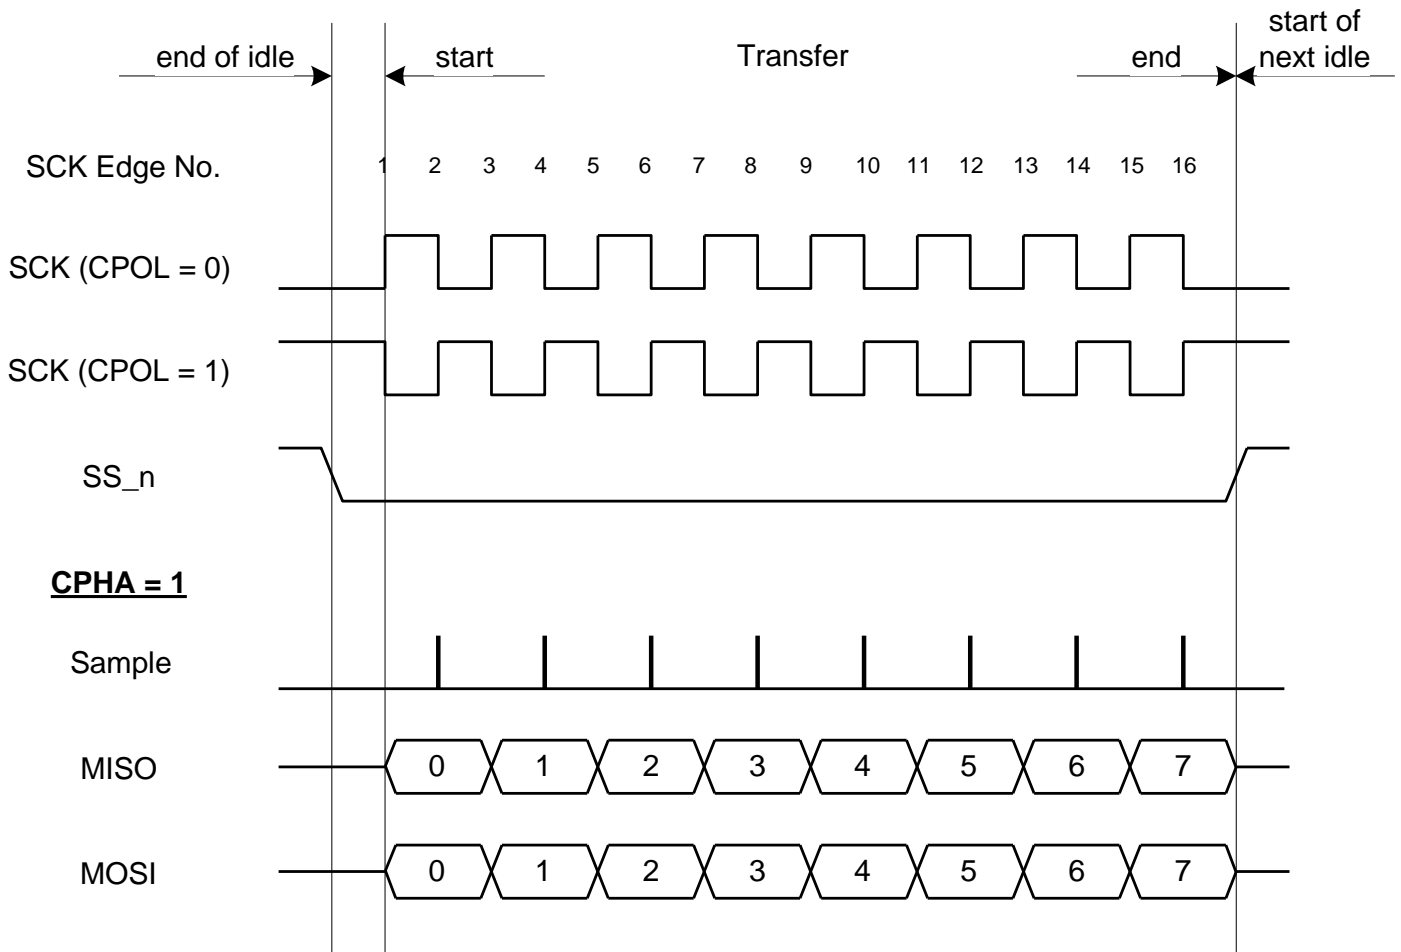 start of
end of idle start Transfer end next idle
SCK Edge No. 1 2 3 4 5 6 7 8 9 10 11 12 13 14 15 16
SCK (CPOL = 0)
SCK (CPOL = 1)
SS_n
CPHA = 1
Sample
MISO 0 1 2 3 4 5 6 7
MOSI 0 1 2 3 4 5 6 7